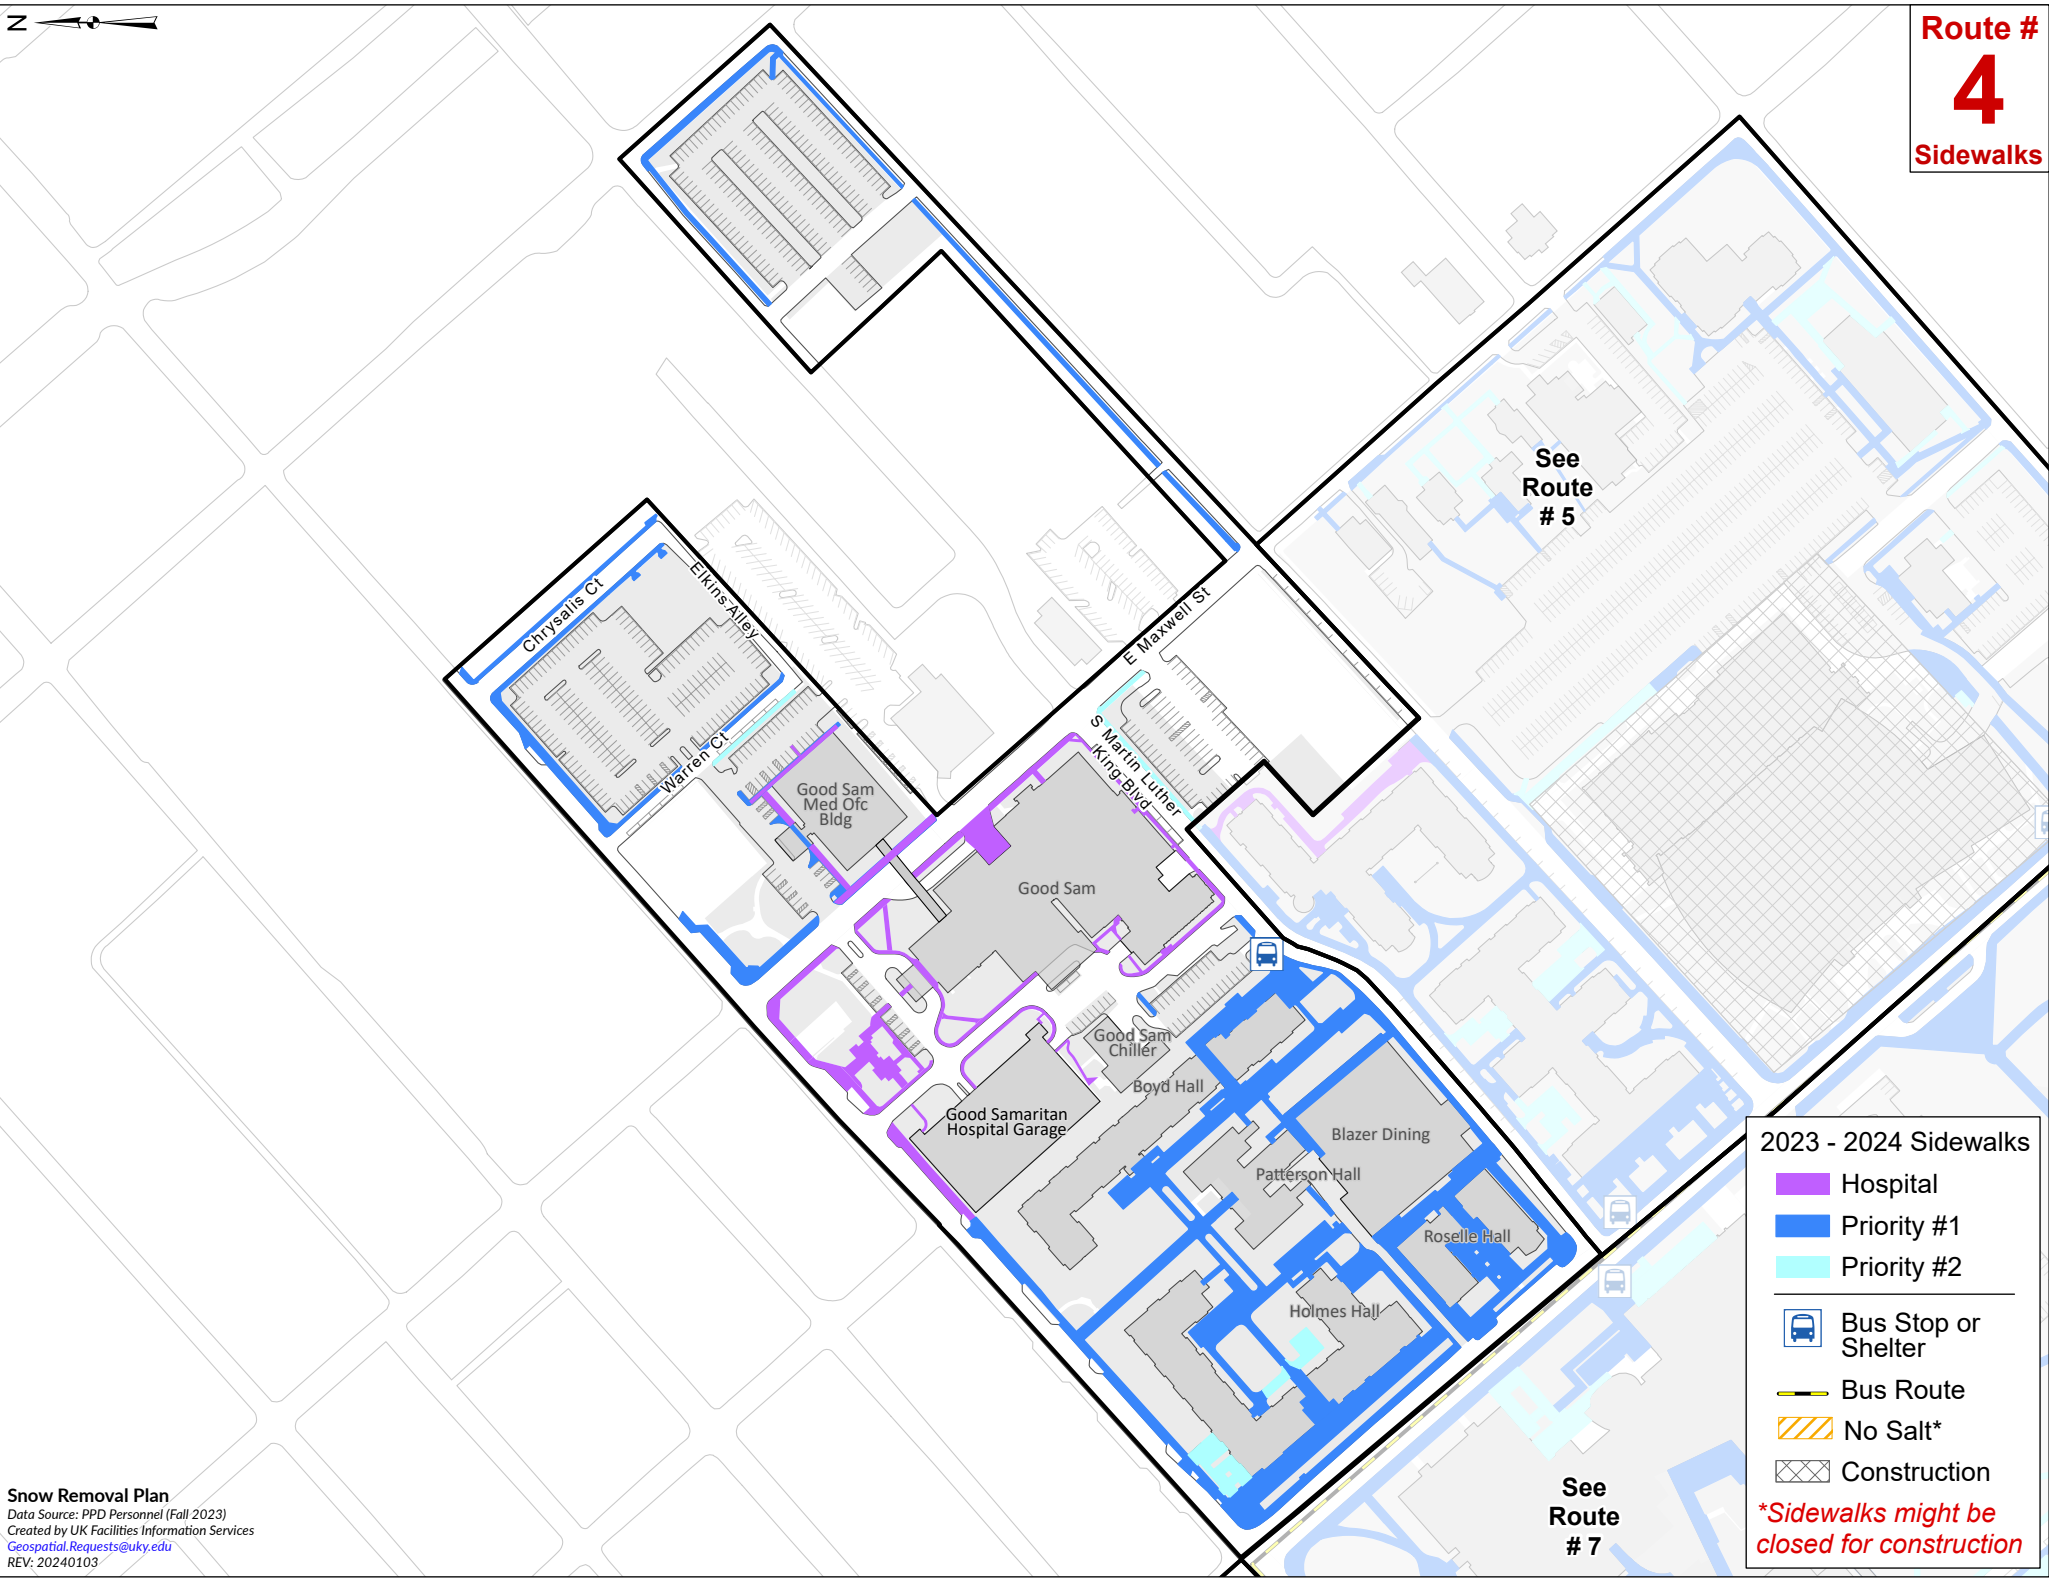 N
Route #
4
Sidewalks
See
Route
# 5
Chrysalis Ct
Elkins Alley
E Maxwell St
Warren Ct
S Martin Luther
King Blvd
Good Sam
Med Ofc
Bldg
Good Sam
Good Sam
Chiller
Boyd Hall
Good Samaritan
Hospital Garage
Blazer Dining
Patterson Hall
Roselle Hall
Holmes Hall
See
Route
# 7
2023 - 2024 Sidewalks
Hospital
Priority #1
Priority #2
Bus Stop or
Shelter
Bus Route
No Salt*
Construction
*Sidewalks might be
closed for construction
Snow Removal Plan
Data Source: PPD Personnel (Fall 2023)
Created by UK Facilities Information Services
Geospatial.Requests@uky.edu
REV: 20240103